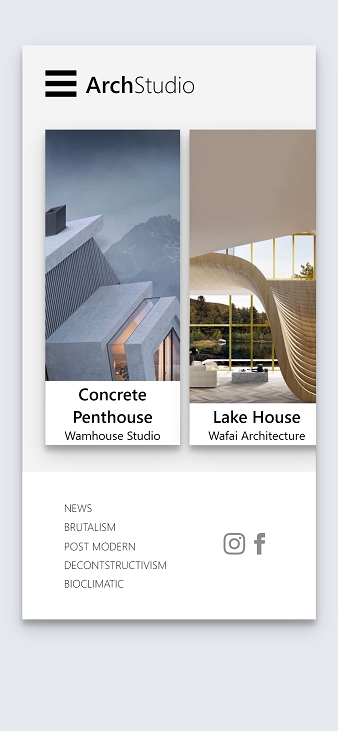 ArchStudio
Concrete
Penthouse
Wamhouse Studio
Lake House
Wafai Architecture
NEWS
BRUTALISM
POST MODERN
DECONTSTRUCTIVISM
BIOCLIMATIC